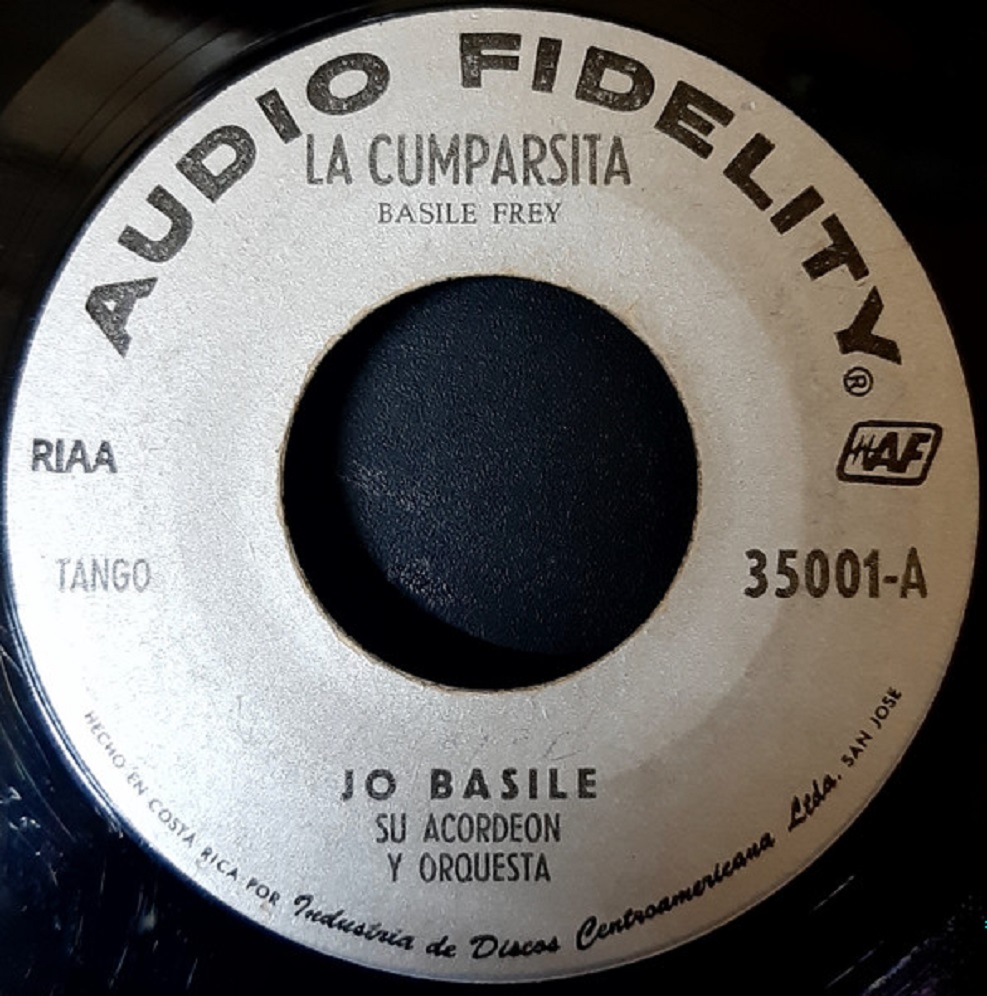 AUDIO FIDELITY®
LA CUMPARSITA
BASILE FREY
RIAA
AF
TANGO
35001-A
JO BASILE
SU ACORDEON
Y ORQUESTA
HECHO EN COSTA RICA POR Industria de Discos Centroamericana Ltda. SAN JOSE